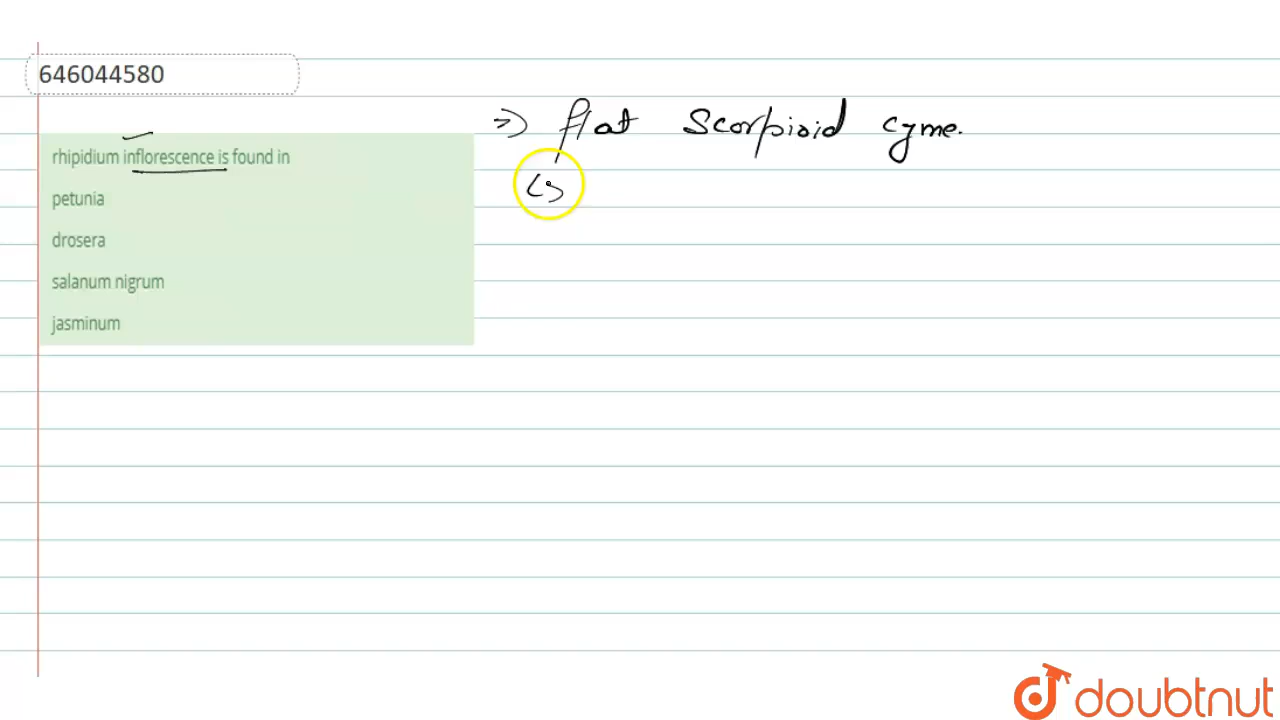 646044580
⇒ flat Scorpioid cyme.
rhipidium inflorescence is found in
petunia
drosera
salanum nigrum
jasminum
doubtnut